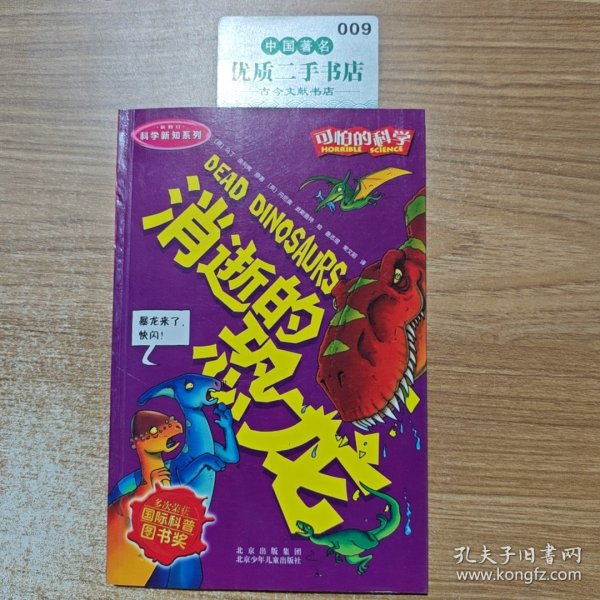 009
中国著名
优质二手书店
古今文献书店
科学新知系列
可怕的科学
HORRIBLE SCIENCE
DEAD DINOSAURS
消逝的
恐龙
暴龙来了，
快闪！
多次荣获
国际科普
图书奖
北京出版集团
北京少年儿童出版社
孔夫子旧书网
www.kongfz.com